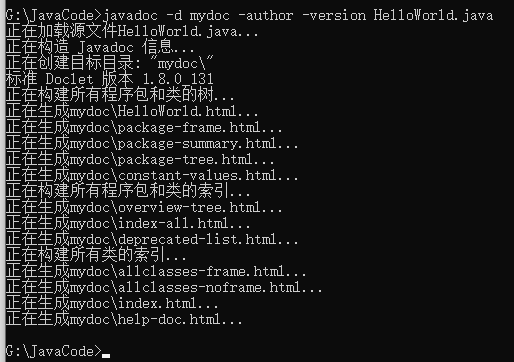 G:\JavaCode>javadoc -d mydoc -author -version HelloWorld.java
正在加载源文件HelloWorld.java...
正在构造 Javadoc 信息...
正在创建目标目录: "mydoc\"
标准 Doclet 版本 1.8.0_131
正在构建所有程序包和类的树...
正在生成mydoc\HelloWorld.html...
正在生成mydoc\package-frame.html...
正在生成mydoc\package-summary.html...
正在生成mydoc\package-tree.html...
正在生成mydoc\constant-values.html...
正在构建所有程序包和类的索引...
正在生成mydoc\overview-tree.html...
正在生成mydoc\index-all.html...
正在生成mydoc\deprecated-list.html...
正在构建所有类的索引...
正在生成mydoc\allclasses-frame.html...
正在生成mydoc\allclasses-noframe.html...
正在生成mydoc\index.html...
正在生成mydoc\help-doc.html...
G:\JavaCode>